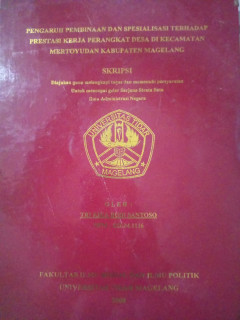 PENGARUH PEMBINAAN DAN SPESIALISASI TERHADAP
PRESTASI KERJA PERANGKAT DESA DI KECAMATAN
MERTOYUDAN KABUPATEN MAGELANG
SKRIPSI
Diajukan guna melengkapi tugas dan memenuhi persyaratan
Untuk mencapai gelar Sarjana Strata Satu
Ilmu Administrasi Negara
UNIVERSITAS TIDAR
MAGELANG
OLEH
SANTOSO
FAKULTAS ILMU POLITIK
UNIVERSITAS MAGELANG